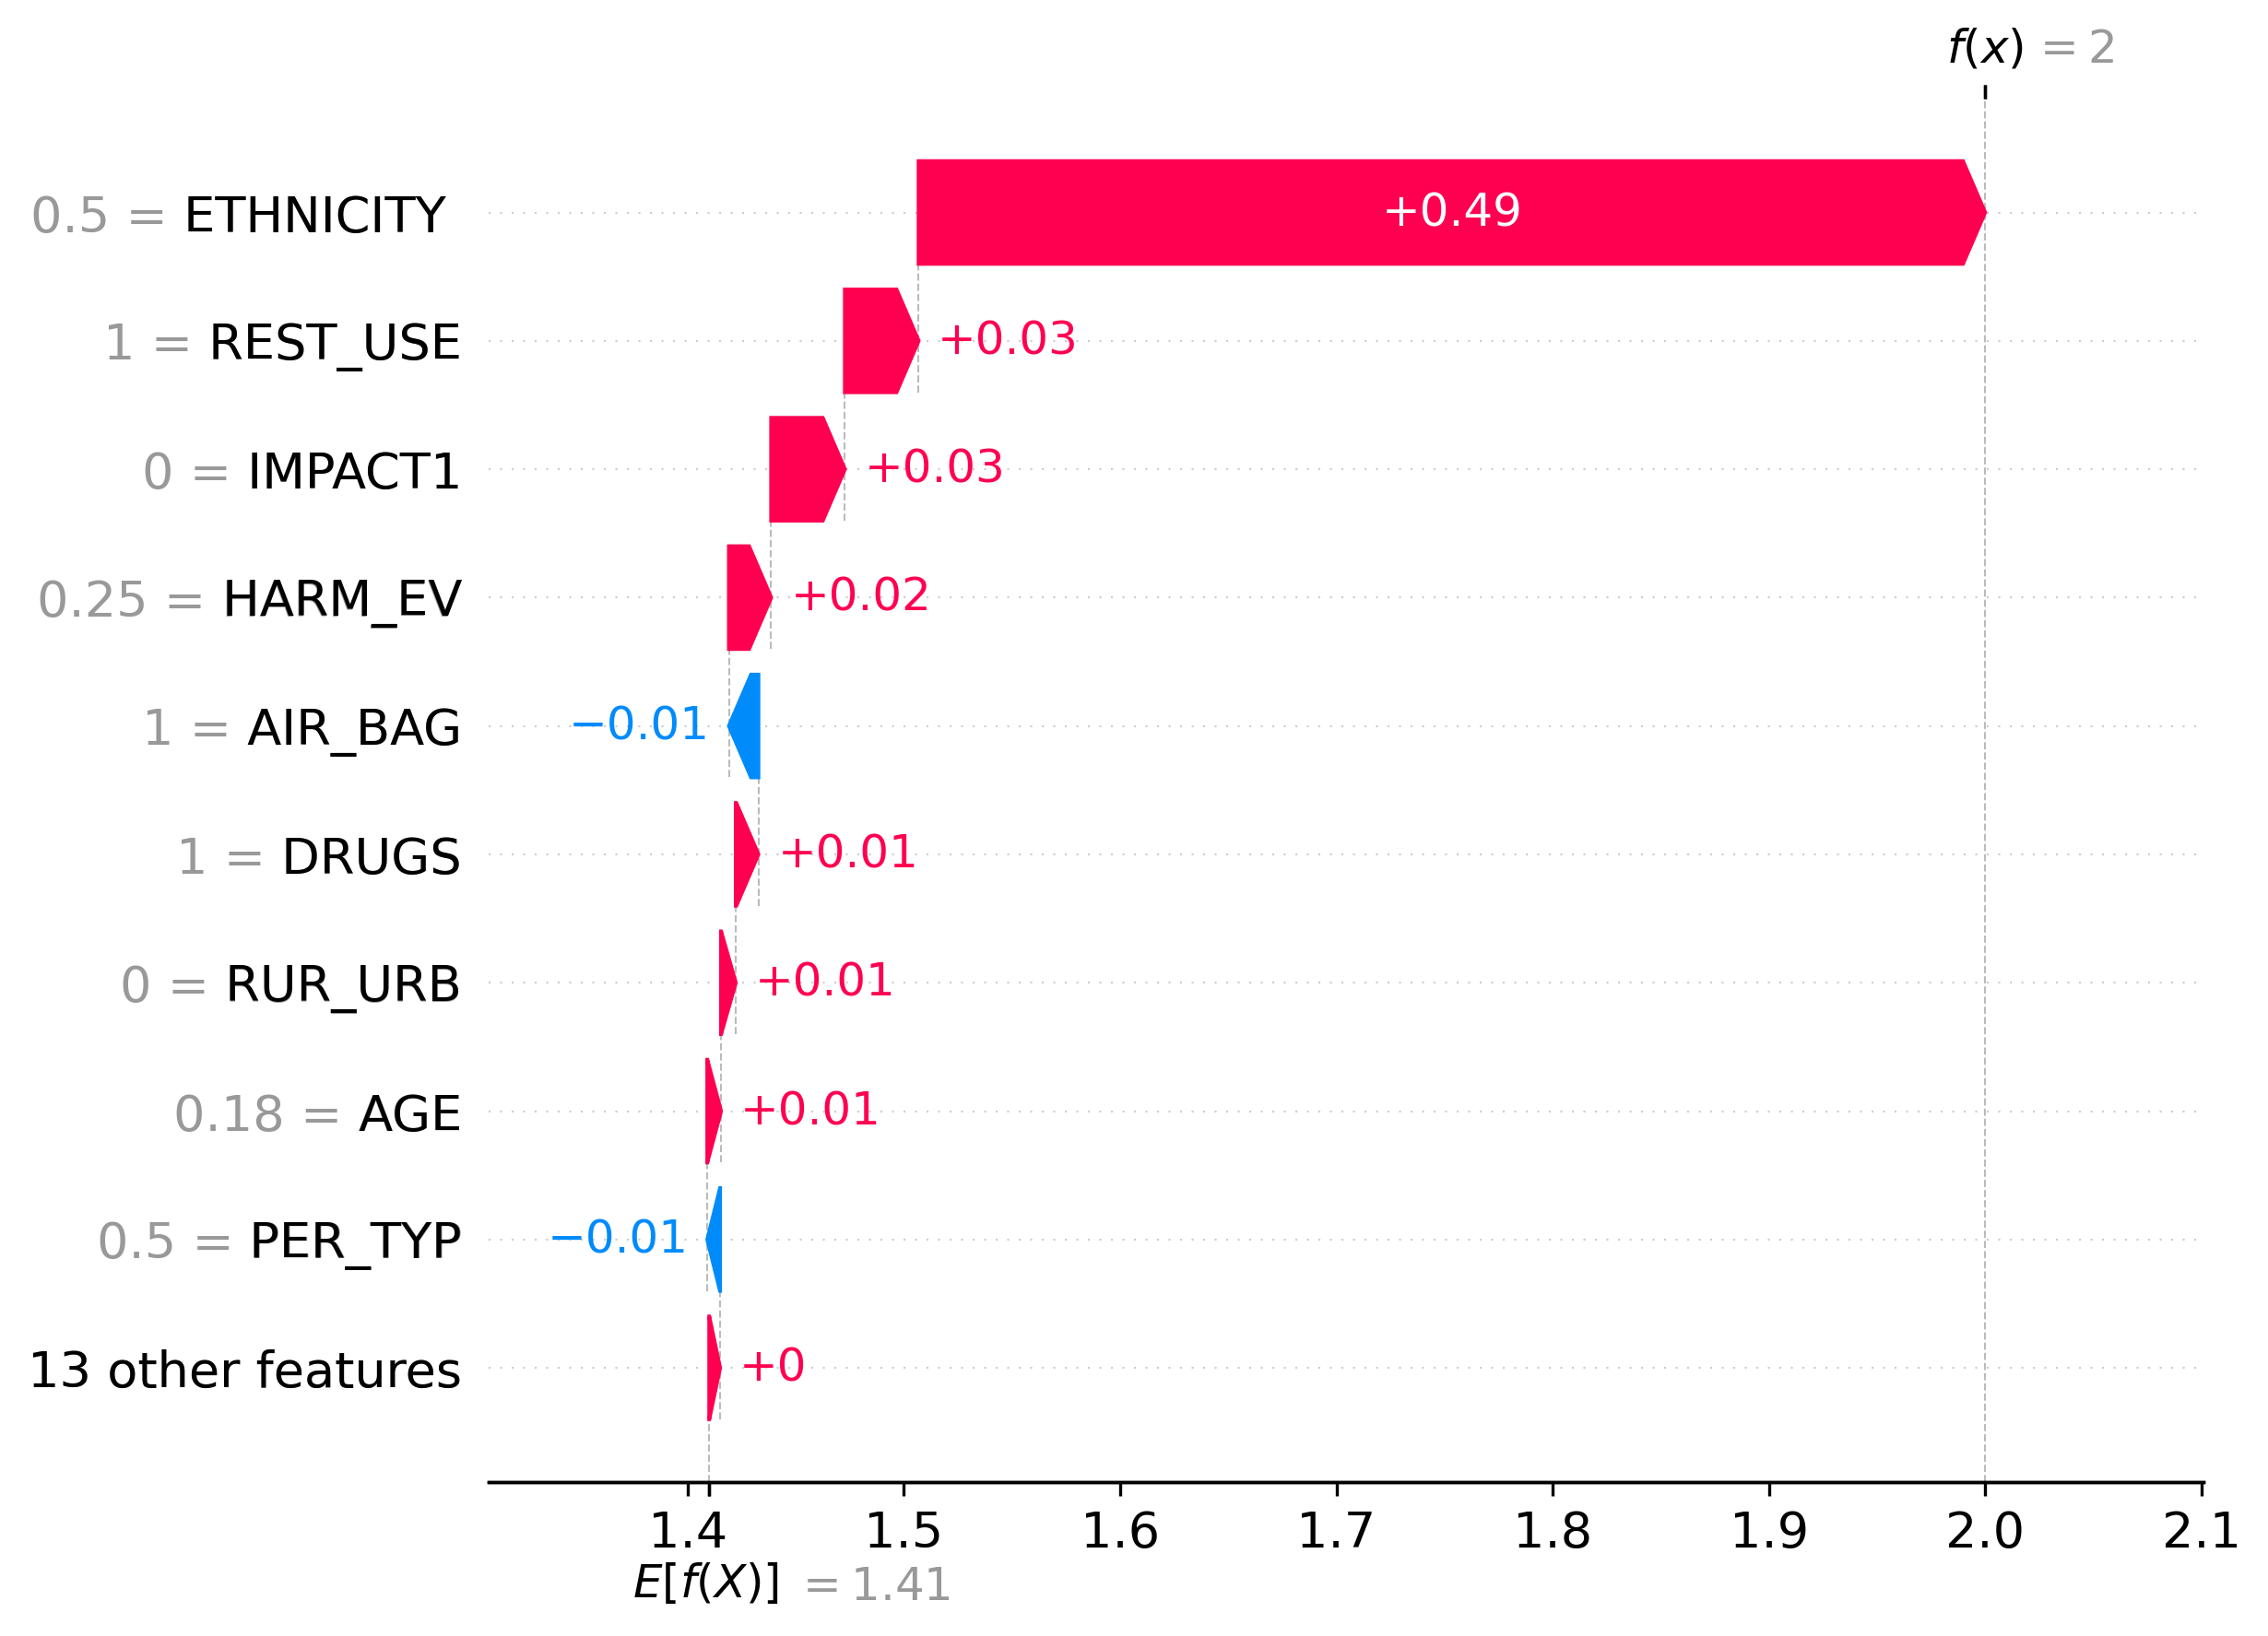 f(x) = 2
0.5 = ETHNICITY +0.49
1 = REST_USE +0.03
0 = IMPACT1 +0.03
0.25 = HARM_EV +0.02
1 = AIR_BAG −0.01
1 = DRUGS +0.01
0 = RUR_URB +0.01
0.18 = AGE +0.01
0.5 = PER_TYP −0.01
13 other features +0
1.4 1.5 1.6 1.7 1.8 1.9 2.0 2.1
E[f(X)] = 1.41